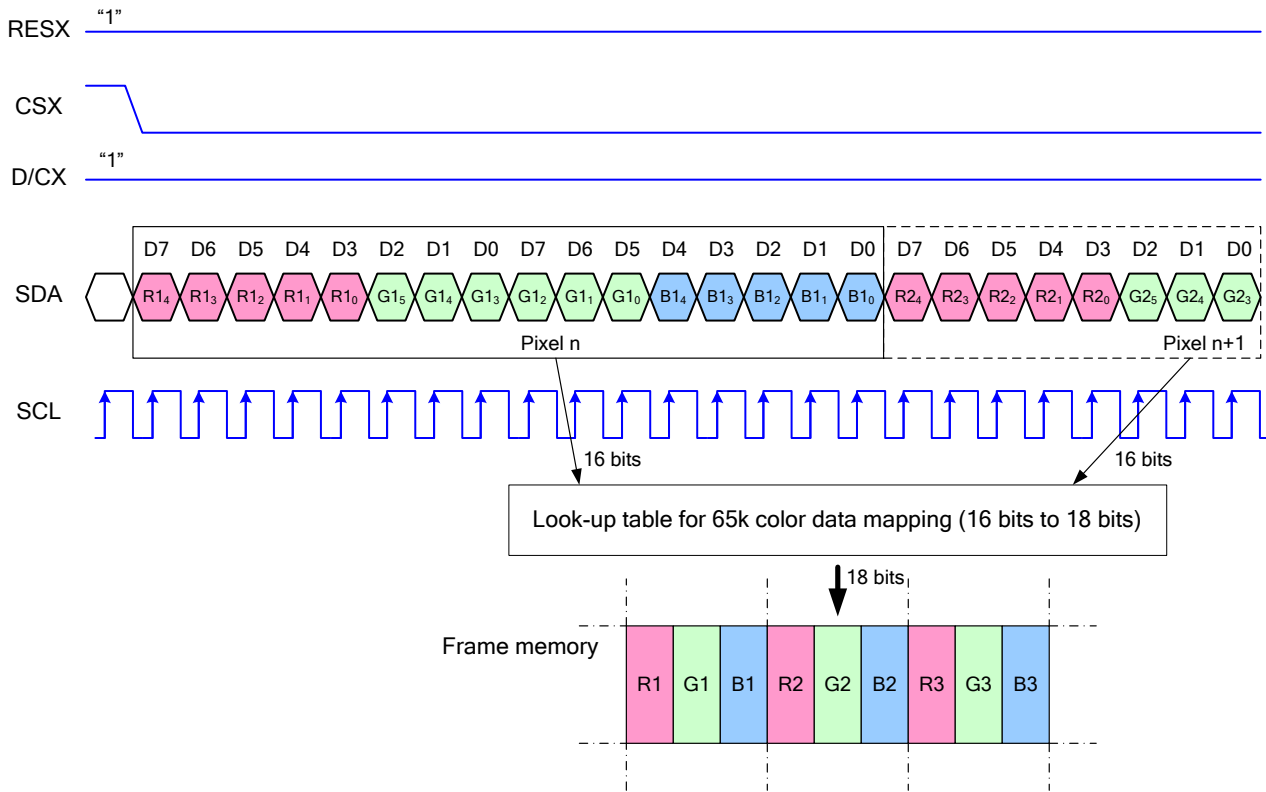 “1”
RESX
CSX
“1”
D/CX
D7 D6 D5 D4 D3 D2 D1 D0 D7 D6 D5 D4 D3 D2 D1 D0 D7 D6 D5 D4 D3 D2 D1 D0
SDA R1₄ R1₃ R1₂ R1₁ R1₀ G1₅ G1₄ G1₃ G1₂ G1₁ G1₀ B1₄ B1₃ B1₂ B1₁ B1₀ R2₄ R2₃ R2₂ R2₁ R2₀ G2₅ G2₄ G2₃
Pixel n Pixel n+1
SCL
16 bits 16 bits
Look-up table for 65k color data mapping (16 bits to 18 bits)
18 bits
Frame memory
R1 G1 B1 R2 G2 B2 R3 G3 B3